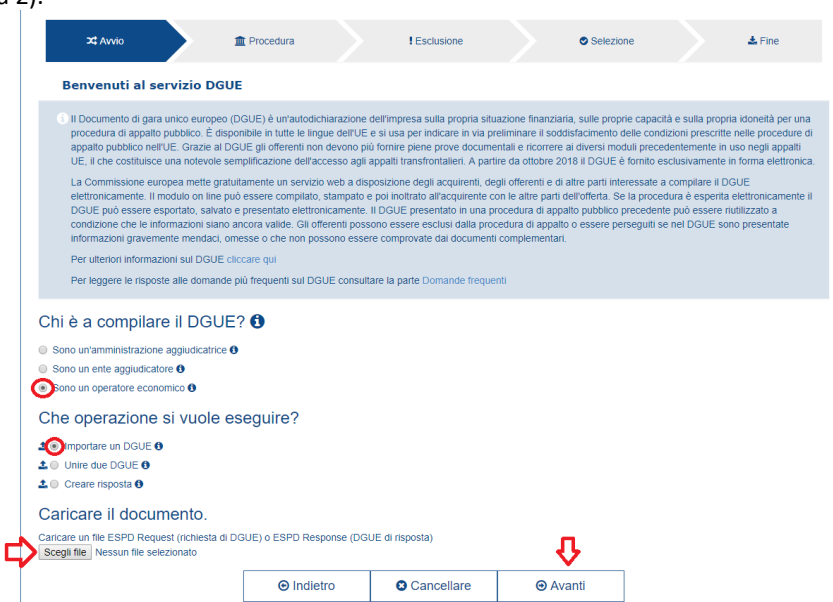 a 2).
Avvio
Procedura
Esclusione
Selezione
Fine
Benvenuti al servizio DGUE
Il Documento di gara unico europeo (DGUE) è un'autodichiarazione dell'impresa sulla propria situazione finanziaria, sulle proprie capacità e sulla propria idoneità per una
procedura di appalto pubblico. È disponibile in tutte le lingue dell'UE e si usa per indicare in via preliminare il soddisfacimento delle condizioni prescritte nelle procedure di
appalto pubblico nell'UE. Grazie al DGUE gli offerenti non devono più fornire piene prove documentali e ricorrere ai diversi moduli precedentemente in uso negli appalti
UE, il che costituisce una notevole semplificazione dell'accesso agli appalti transfrontalieri. A partire da ottobre 2018 il DGUE è fornito esclusivamente in forma elettronica.
La Commissione europea mette gratuitamente un servizio web a disposizione degli acquirenti, degli offerenti e di altre parti interessate a compilare il DGUE
elettronicamente. Il modulo on line può essere compilato, stampato e poi inoltrato all'acquirente con le altre parti dell'offerta. Se la procedura è esperita elettronicamente il
DGUE può essere esportato, salvato e presentato elettronicamente. Il DGUE presentato in una procedura di appalto pubblico precedente può essere riutilizzato a
condizione che le informazioni siano ancora valide. Gli offerenti possono essere esclusi dalla procedura di appalto o essere perseguiti se nel DGUE sono presentate
informazioni gravemente mendaci, omesse o che non possono essere comprovate dai documenti complementari.
Per ulteriori informazioni sul DGUE cliccare qui
Per leggere le risposte alle domande più frequenti sul DGUE consultare la parte Domande frequenti
Chi è a compilare il DGUE?
Sono un'amministrazione aggiudicatrice
Sono un ente aggiudicatore
Sono un operatore economico
Che operazione si vuole eseguire?
Importare un DGUE
Unire due DGUE
Creare risposta
Caricare il documento.
Caricare un file ESPD Request (richiesta di DGUE) o ESPD Response (DGUE di risposta)
Scegli file Nessun file selezionato
Indietro
Cancellare
Avanti